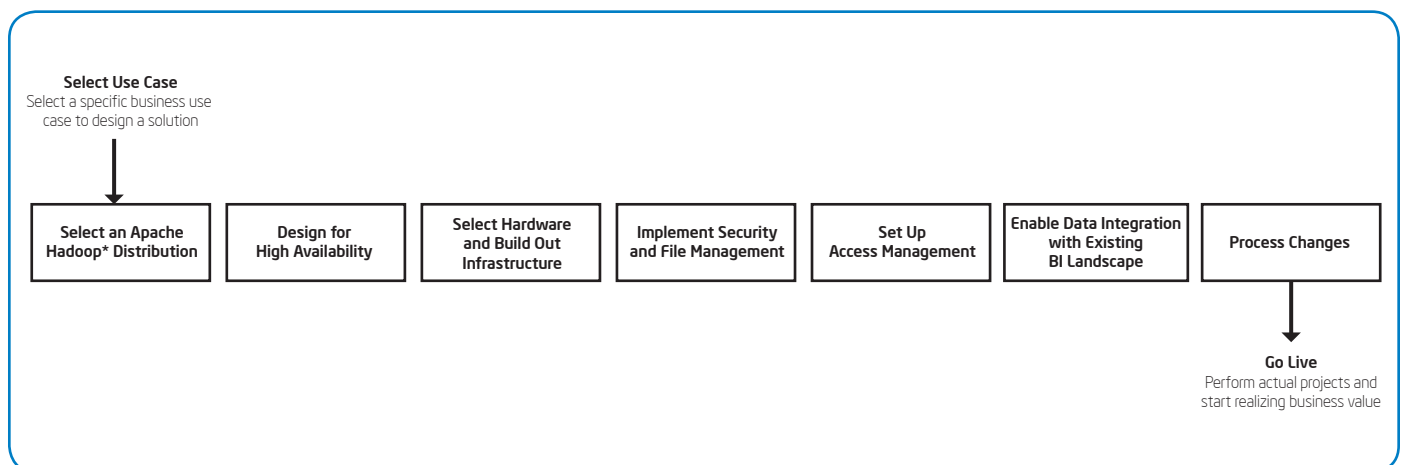 Select Use Case
Select a specific business use
case to design a solution
Select an Apache
Hadoop* Distribution
Design for
High Availability
Select Hardware
and Build Out
Infrastructure
Implement Security
and File Management
Set Up
Access Management
Enable Data Integration
with Existing
BI Landscape
Process Changes
Go Live
Perform actual projects and
start realizing business value